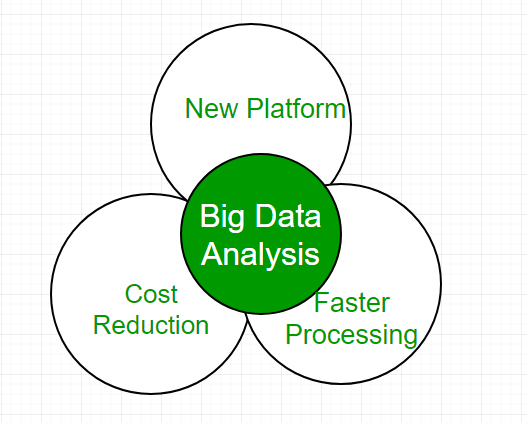 New Platform
Big Data
Analysis
Cost
Reduction
Faster
Processing